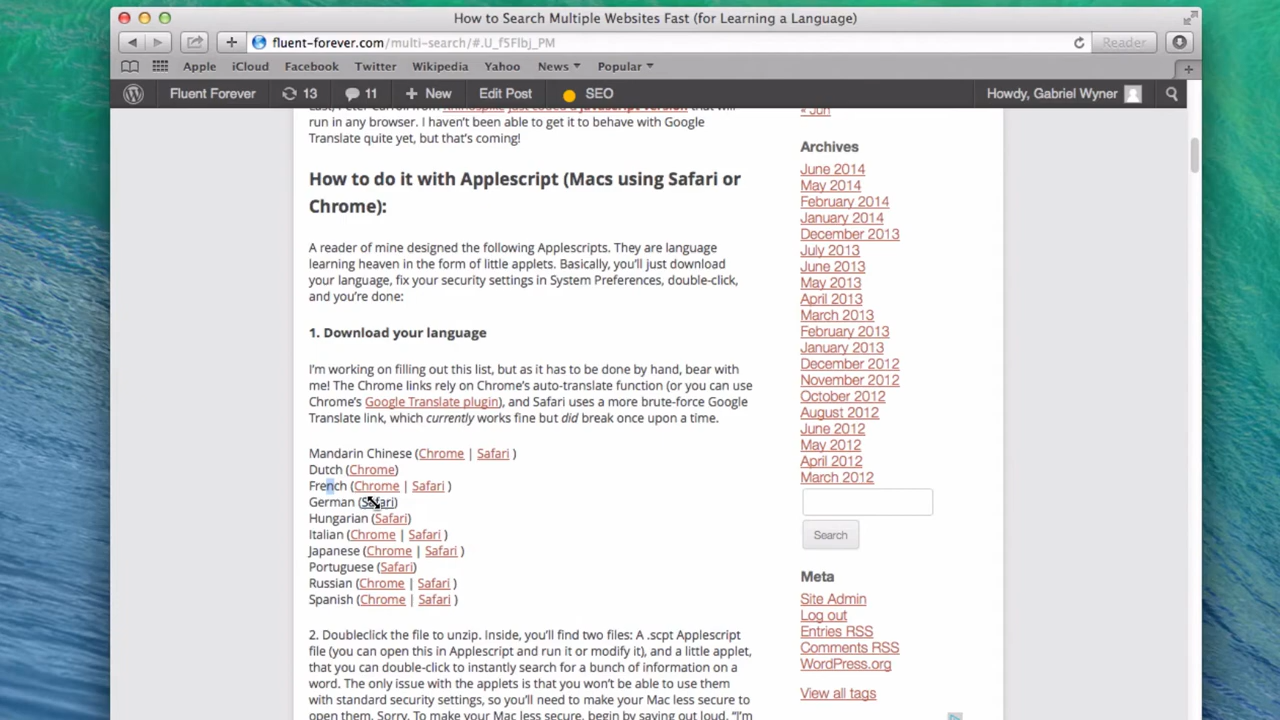 How to Search Multiple Websites Fast (for Learning a Language)
fluent-forever.com/multi-search/#.U_f5FIbj_PM
Reader
Apple iCloud Facebook Twitter Wikipedia Yahoo News Popular
Fluent Forever 13 11 New Edit Post SEO Howdy, Gabriel Wyner
run in any browser. I haven't been able to get it to behave with Google
Translate quite yet, but that's coming!
How to do it with Applescript (Macs using Safari or
Chrome):
A reader of mine designed the following Applescripts. They are language
learning heaven in the form of little applets. Basically, you'll just download
your language, fix your security settings in System Preferences, double-click,
and you're done:
1. Download your language
I'm working on filling out this list, but as it has to be done by hand, bear with
me! The Chrome links rely on Chrome's auto-translate function (or you can use
Chrome's Google Translate plugin), and Safari uses a more brute-force Google
Translate link, which currently works fine but did break once upon a time.
Mandarin Chinese (Chrome | Safari )
Dutch (Chrome)
French (Chrome | Safari )
German (Safari)
Hungarian (Safari)
Italian (Chrome | Safari )
Japanese (Chrome | Safari )
Portuguese (Safari)
Russian (Chrome | Safari )
Spanish (Chrome | Safari )
2. Doubleclick the file to unzip. Inside, you'll find two files: A .scpt Applescript
file (you can open this in Applescript and run it or modify it), and a little applet,
that you can double-click to instantly search for a bunch of information on a
word. The only issue with the applets is that you won't be able to use them
with standard security settings, so you'll need to make your Mac less secure to
open them. Sorry. To make your Mac less secure, begin by saying out loud, "I'm
« Jun
Archives
June 2014
May 2014
February 2014
January 2014
December 2013
July 2013
June 2013
May 2013
April 2013
March 2013
February 2013
January 2013
December 2012
November 2012
October 2012
August 2012
June 2012
May 2012
April 2012
March 2012
Search
Meta
Site Admin
Log out
Entries RSS
Comments RSS
WordPress.org
View all tags